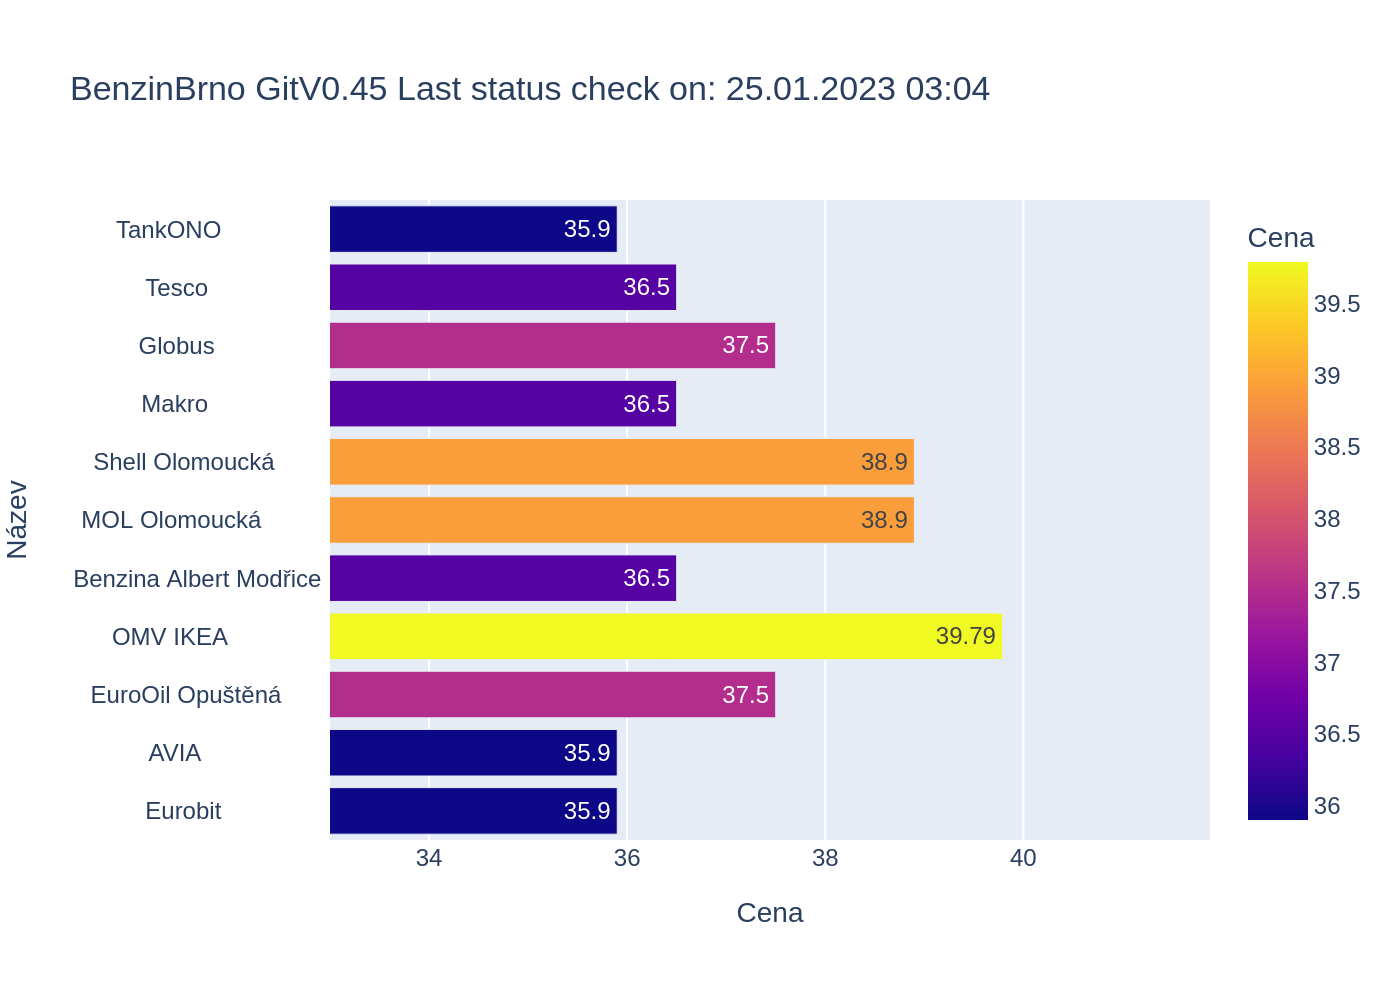 BenzinBrno GitV0.45 Last status check on: 25.01.2023 03:04
Název
TankONO 35.9
Tesco 36.5
Globus 37.5
Makro 36.5
Shell Olomoucká 38.9
MOL Olomoucká 38.9
Benzina Albert Modřice 36.5
OMV IKEA 39.79
EuroOil Opuštěná 37.5
AVIA 35.9
Eurobit 35.9
34 36 38 40
Cena
Cena
39.5
39
38.5
38
37.5
37
36.5
36